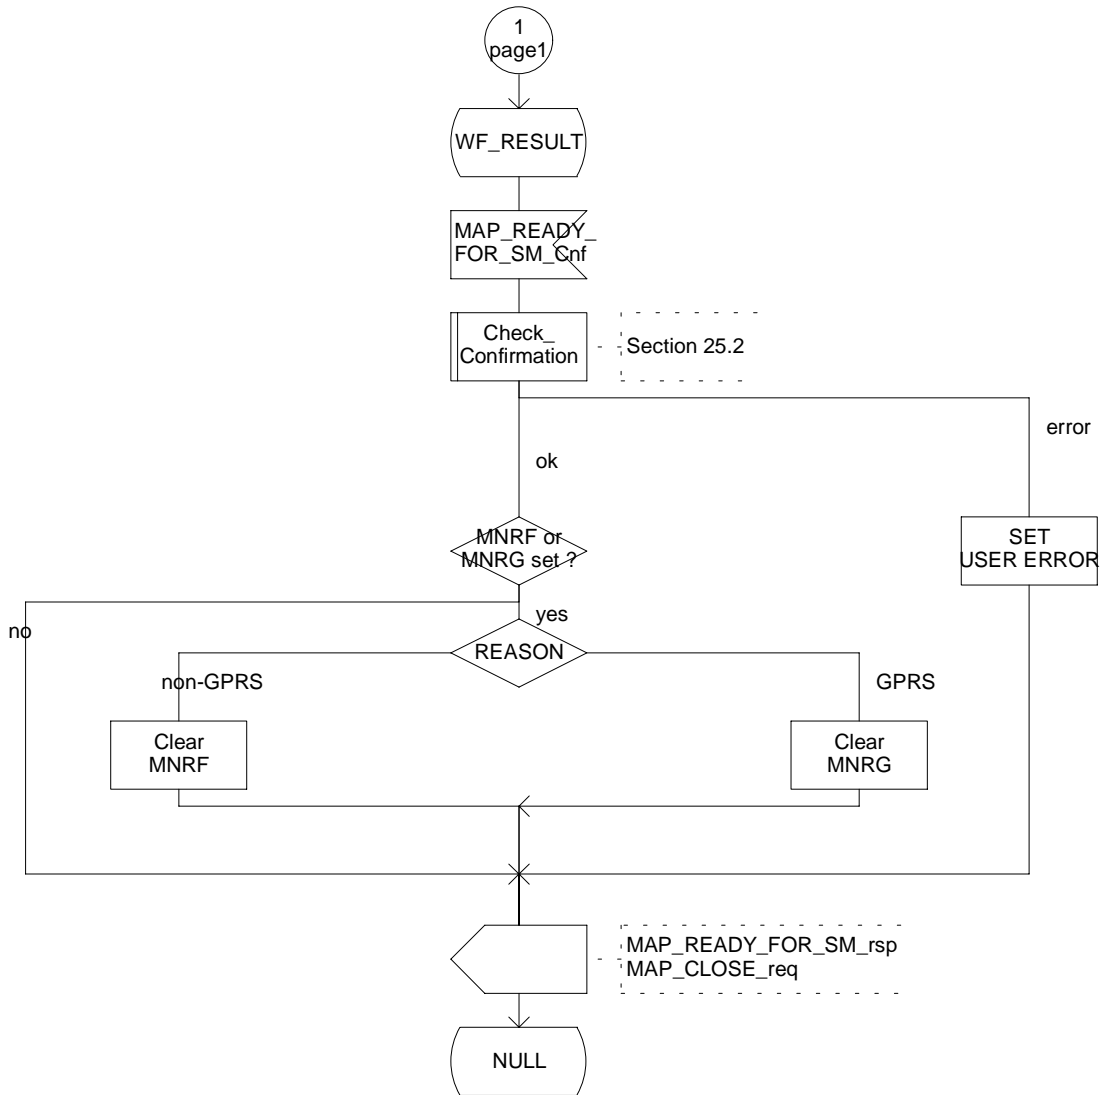 1
page1
WF_RESULT
MAP_READY_
FOR_SM_Cnf
Check_
Confirmation
Section 25.2
error
ok
MNRF or
MNRG set ?
SET
USER ERROR
yes
no
REASON
non-GPRS
GPRS
Clear
MNRF
Clear
MNRG
MAP_READY_FOR_SM_rsp
MAP_CLOSE_req
NULL